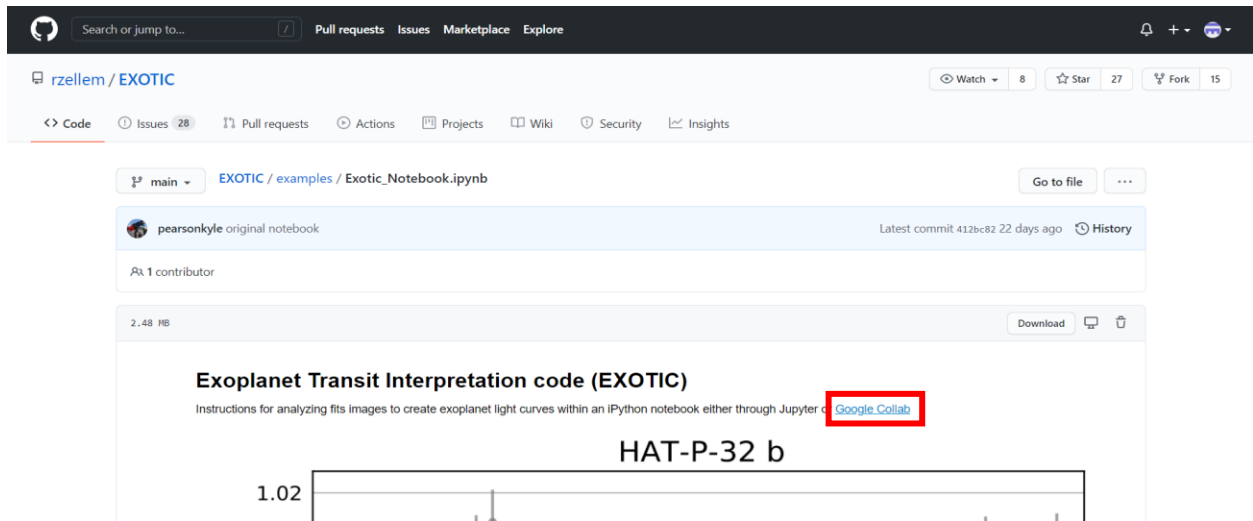 Search or jump to... / Pull requests Issues Marketplace Explore
rzellem / EXOTIC Watch 8 Star 27 Fork 15
Code Issues 28 Pull requests Actions Projects Wiki Security Insights
main EXOTIC / examples / Exotic_Notebook.ipynb Go to file ...
pearsonkyle original notebook Latest commit 412bc82 22 days ago History
1 contributor
2.48 MB Download
Exoplanet Transit Interpretation code (EXOTIC)
Instructions for analyzing fits images to create exoplanet light curves within an iPython notebook either through Jupyter Google Collab
HAT-P-32 b
1.02